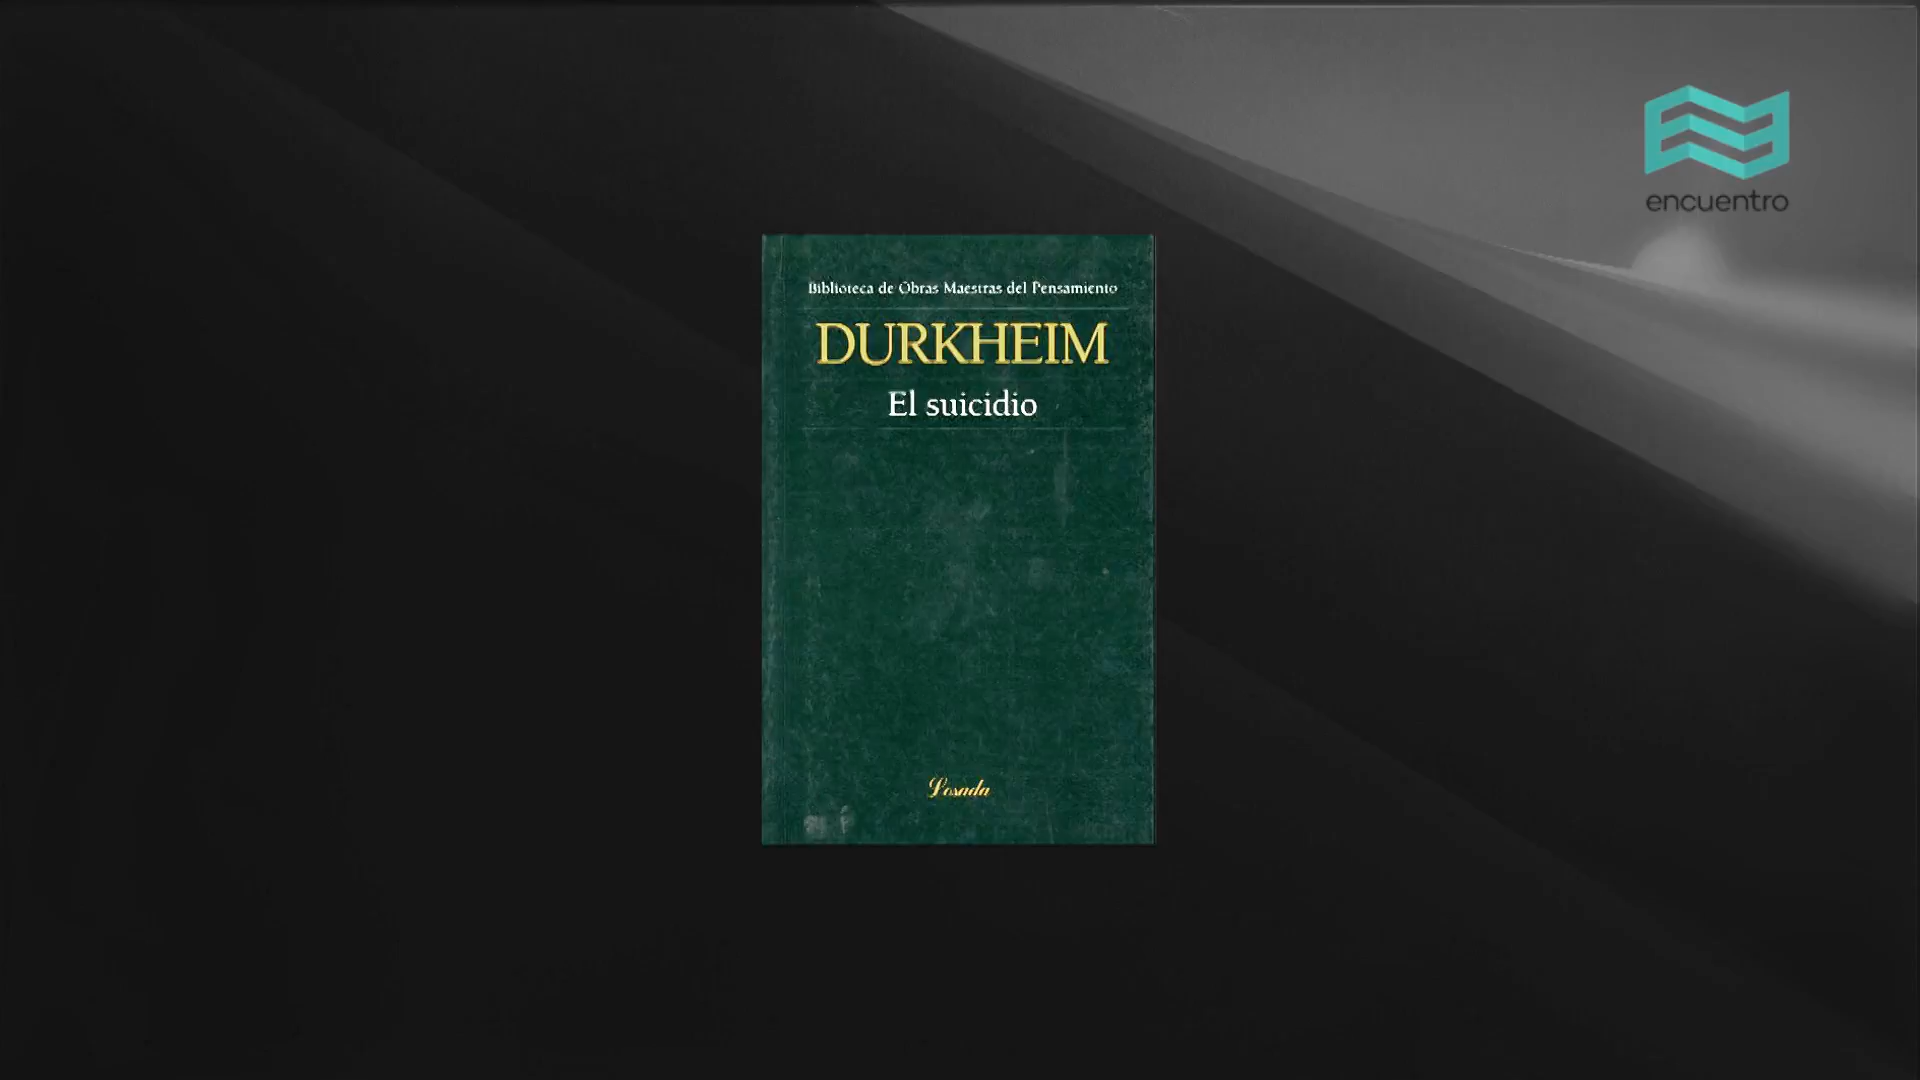 encuentro
Biblioteca de Obras Maestras del Pensamiento
DURKHEIM
El suicidio
Losada